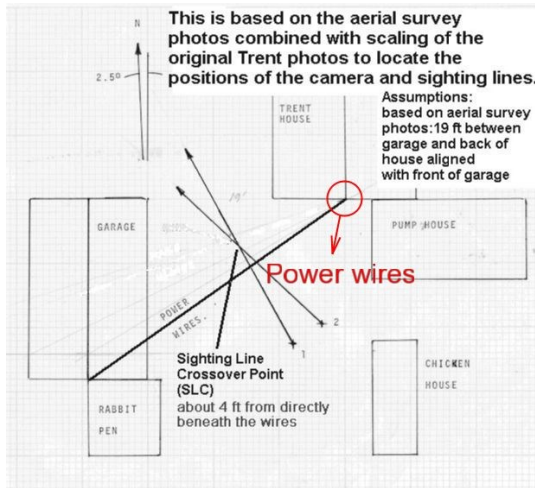 This is based on the aerial survey
photos combined with scaling of the
original Trent photos to locate the
positions of the camera and sighting lines.
N
2.5º
Assumptions:
based on aerial survey
photos:19 ft between
garage and back of
house aligned
with front of garage
TRENT
HOUSE
19'
GARAGE
PUMP HOUSE
Power wires
POWER
WIRES.
2
1
Sighting Line
Crossover Point
(SLC)
about 4 ft from directly
beneath the wires
CHICKEN
HOUSE
RABBIT
PEN